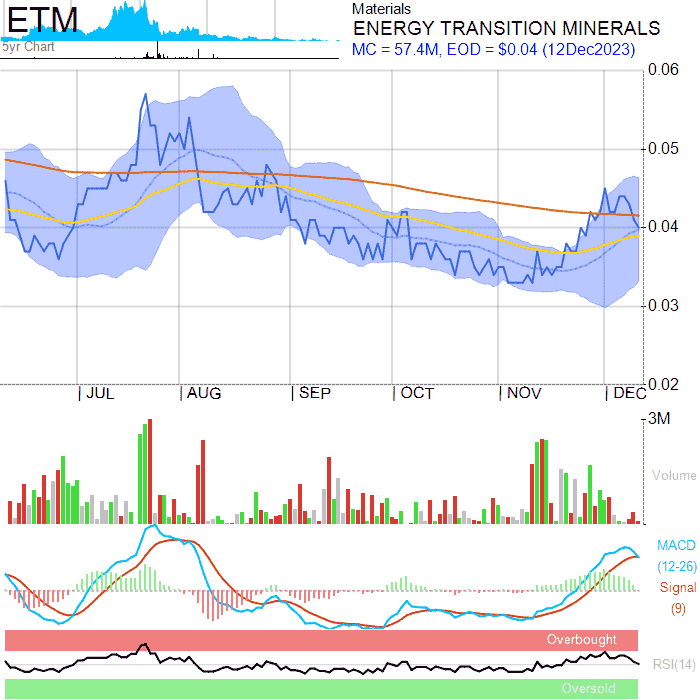 ETM
5yr Chart
Materials
ENERGY TRANSITION MINERALS
MC = 57.4M, EOD = $0.04 (12Dec2023)
0.06
0.05
0.04
0.03
0.02
JUL AUG SEP OCT NOV DEC
3M
Volume
MACD
(12-26)
Signal
(9)
Overbought
RSI(14)
Oversold